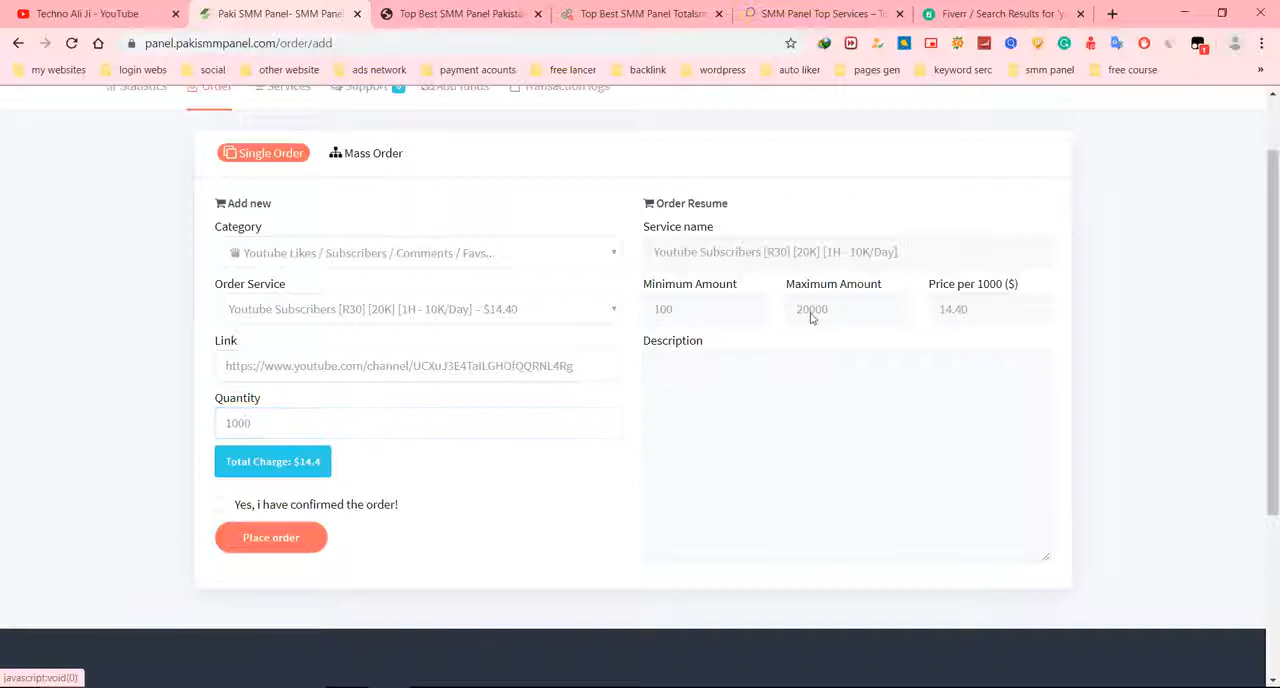 Techno Ali Ji - YouTube
Paki SMM Panel- SMM Panel
Top Best SMM Panel Pakista
Top Best SMM Panel Totalsm
SMM Panel Top Services – To
Fiverr / Search Results for 'y
panel.pakismmpanel.com/order/add
my websites
login webs
social
other website
ads network
payment acounts
free lancer
backlink
wordpress
auto liker
pages gen
keyword serc
smm panel
free course
»
Statistics
Order
Services
Support
Add funds
Transaction logs
Single Order
Mass Order
Add new
Order Resume
Category
Service name
Youtube Likes / Subscribers / Comments / Favs...
Youtube Subscribers [R30] [20K] [1H - 10K/Day]
Order Service
Minimum Amount
Maximum Amount
Price per 1000 ($)
Youtube Subscribers [R30] [20K] [1H - 10K/Day] - $14.40
100
20000
14.40
Link
Description
https://www.youtube.com/channel/UCXuJ3E4TaILGHOfQQRNL4Rg
Quantity
1000
Total Charge: $14.4
Yes, i have confirmed the order!
Place order
javascript:void(0)